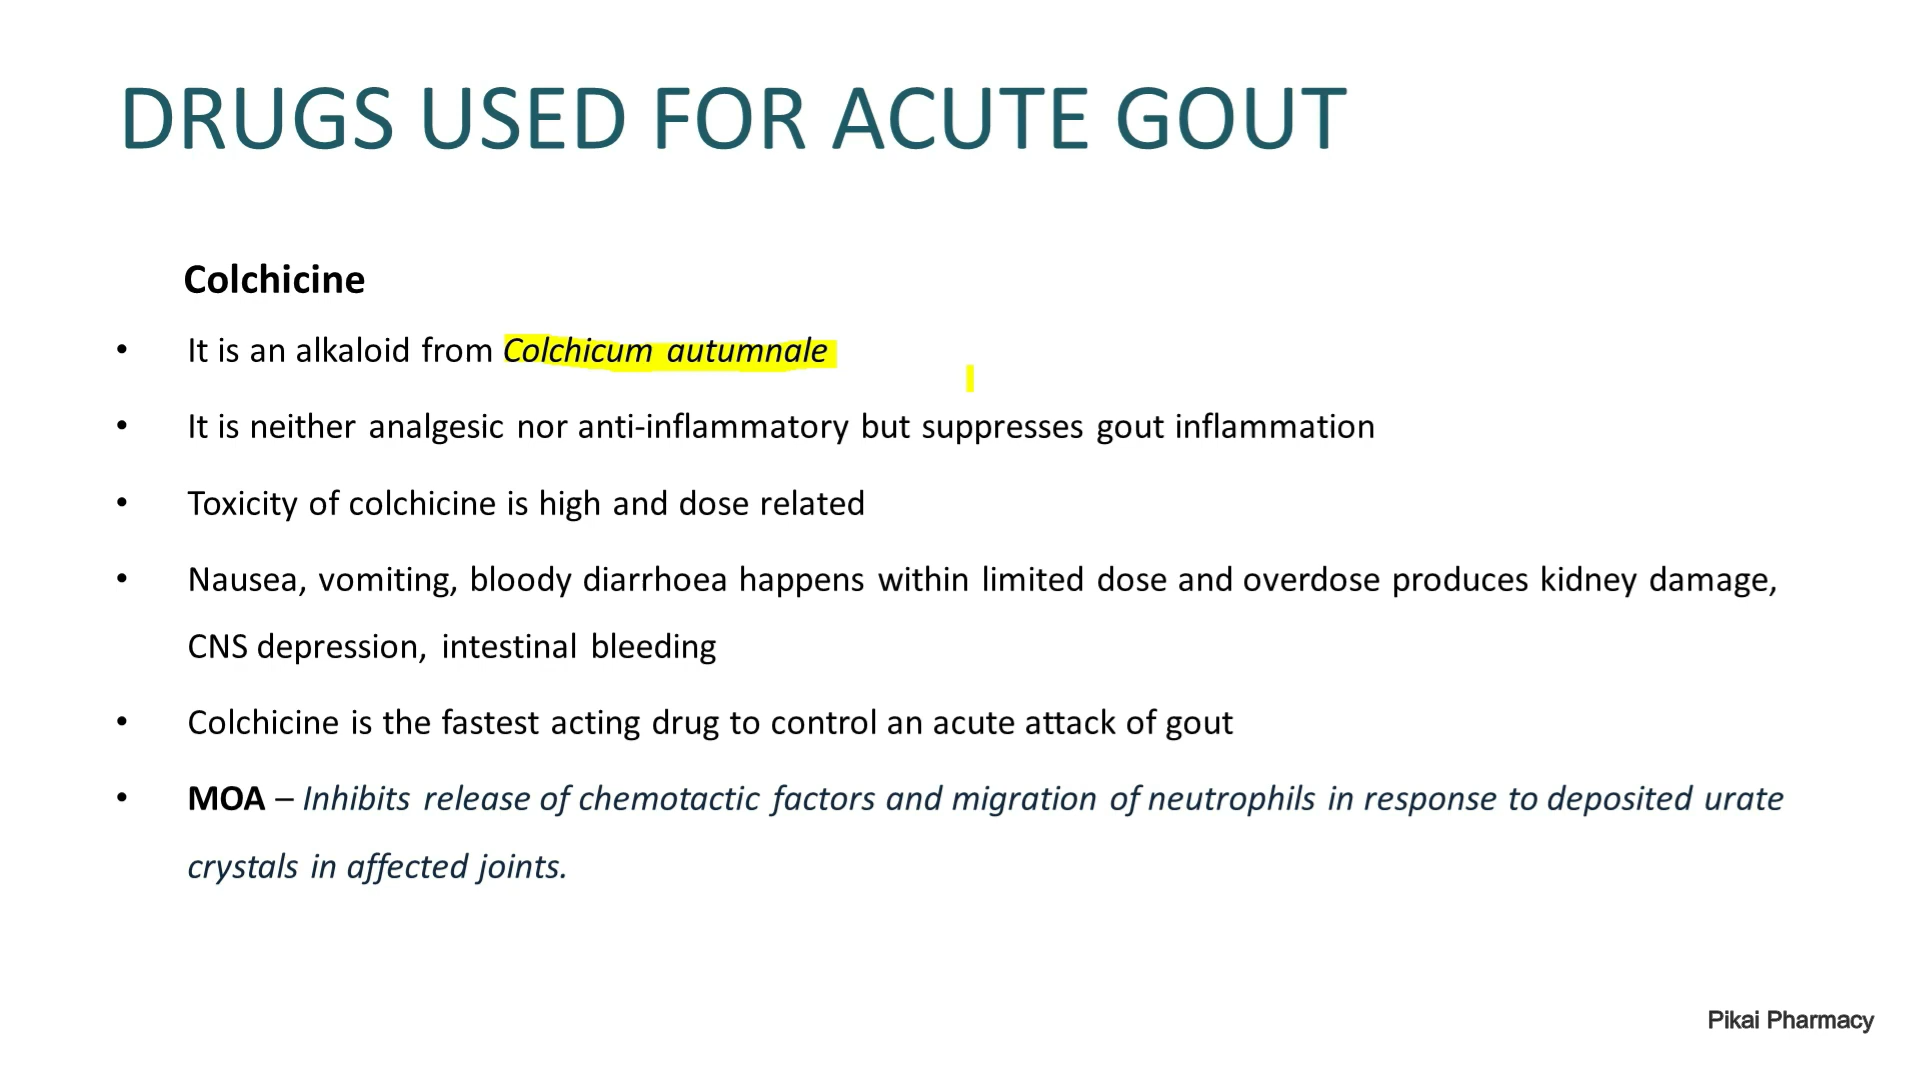 DRUGS USED FOR ACUTE GOUT
Colchicine
• It is an alkaloid from Colchicum autumnale
• It is neither analgesic nor anti-inflammatory but suppresses gout inflammation
• Toxicity of colchicine is high and dose related
• Nausea, vomiting, bloody diarrhoea happens within limited dose and overdose produces kidney damage,
CNS depression, intestinal bleeding
• Colchicine is the fastest acting drug to control an acute attack of gout
• MOA – Inhibits release of chemotactic factors and migration of neutrophils in response to deposited urate
crystals in affected joints.
Pikai Pharmacy